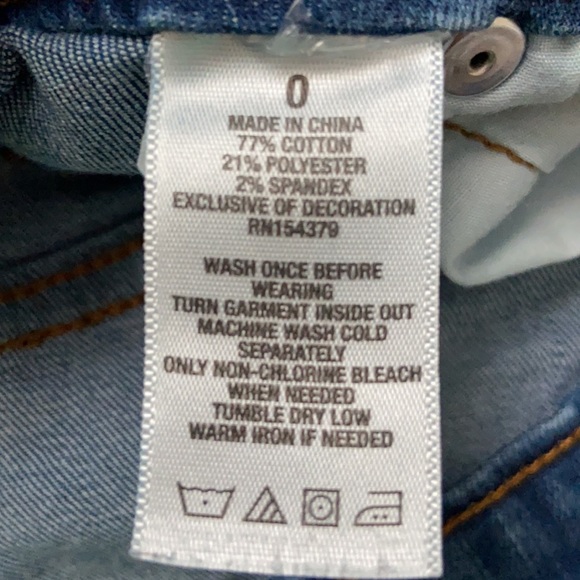 0
MADE IN CHINA
77% COTTON
21% POLYESTER
2% SPANDEX
EXCLUSIVE OF DECORATION
RN154379
WASH ONCE BEFORE
WEARING
TURN GARMENT INSIDE OUT
MACHINE WASH COLD
SEPARATELY
ONLY NON-CHLORINE BLEACH
WHEN NEEDED
TUMBLE DRY LOW
WARM IRON IF NEEDED